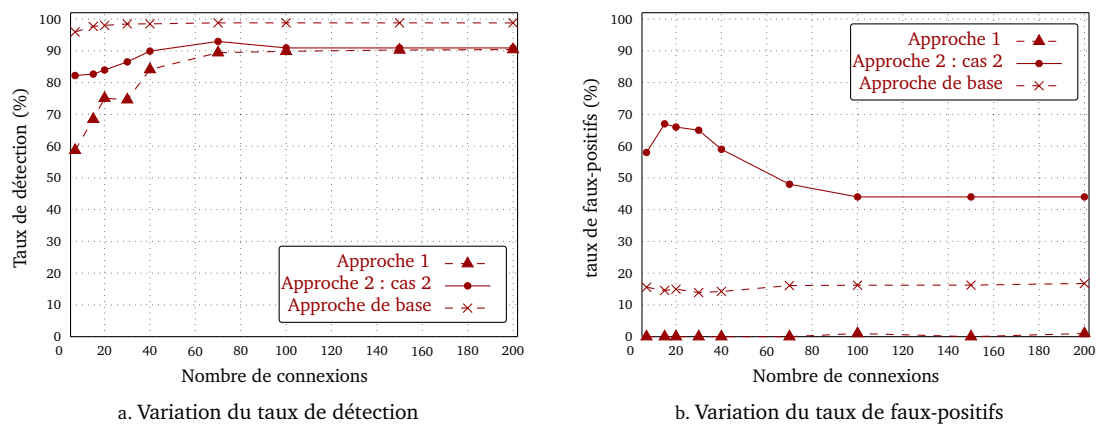 100
90
80
70
60
50
40
30
20
10
0
Taux de détection (%)
0 20 40 60 80 100 120 140 160 180 200
Nombre de connexions
Approche 1
Approche 2 : cas 2
Approche de base
a. Variation du taux de détection
100
90
80
70
60
50
40
30
20
10
0
taux de faux-positifs (%)
0 20 40 60 80 100 120 140 160 180 200
Nombre de connexions
Approche 1
Approche 2 : cas 2
Approche de base
b. Variation du taux de faux-positifs